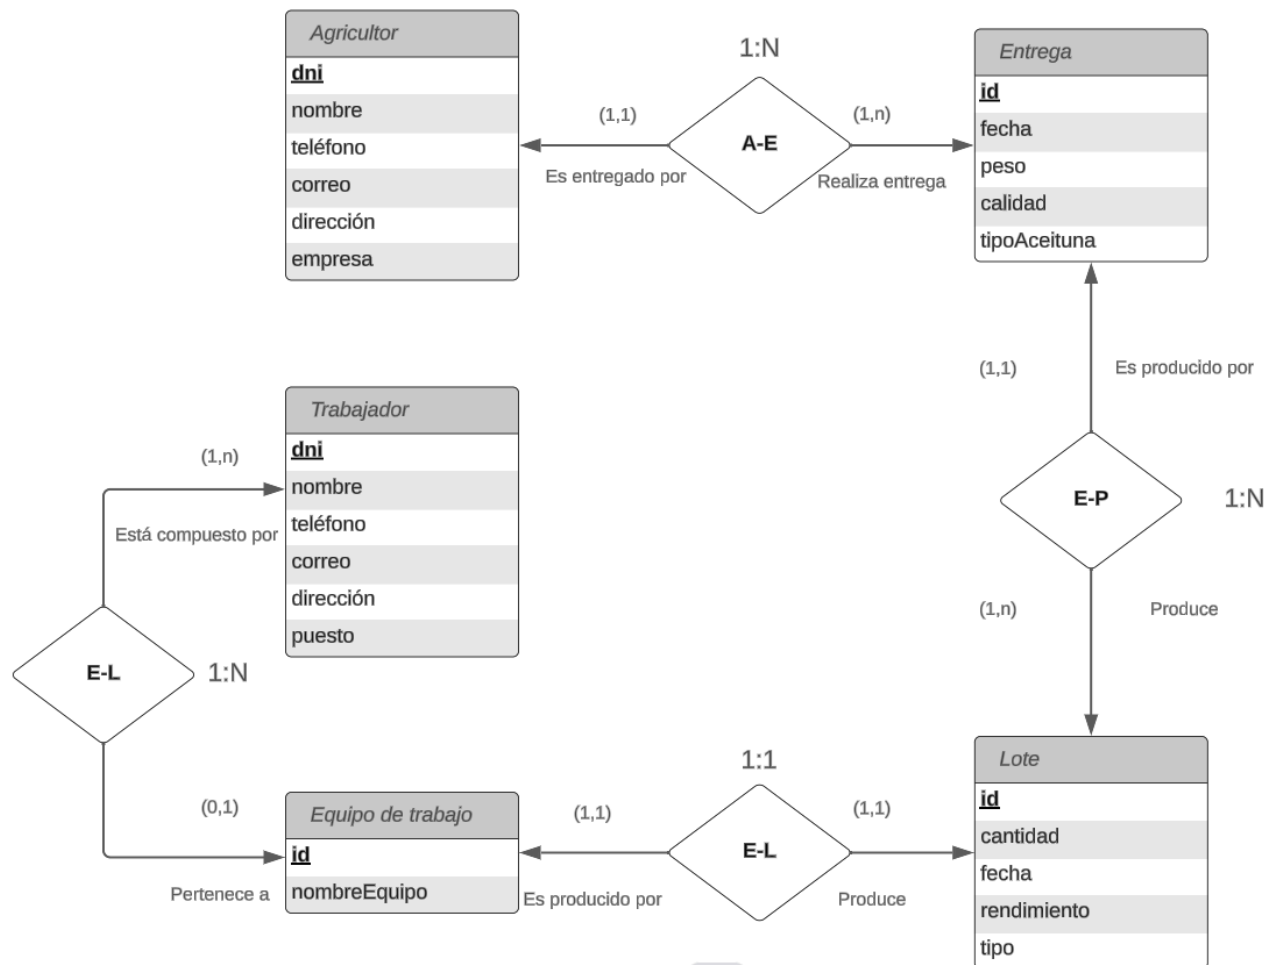 Agricultor
dni
nombre
teléfono
correo
dirección
empresa
1:N
(1,1)
A-E
(1,n)
Es entregado por
Realiza entrega
Entrega
id
fecha
peso
calidad
tipoAceituna
(1,1)
Es producido por
E-P
1:N
(1,n)
Produce
Trabajador
dni
nombre
teléfono
correo
dirección
puesto
(1,n)
Está compuesto por
E-L
1:N
(0,1)
Pertenece a
Equipo de trabajo
id
nombreEquipo
1:1
(1,1)
E-L
(1,1)
Es producido por
Produce
Lote
id
cantidad
fecha
rendimiento
tipo